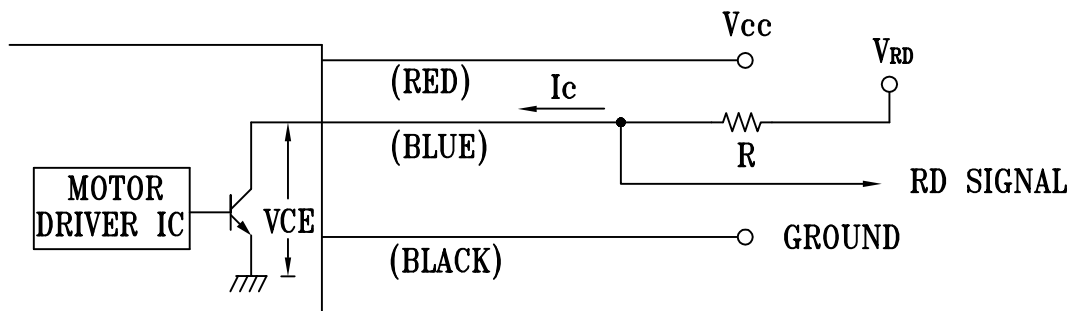 Vcc
VRD
(RED)
Ic
(BLUE)
R
MOTOR
DRIVER IC
VCE
RD SIGNAL
GROUND
(BLACK)